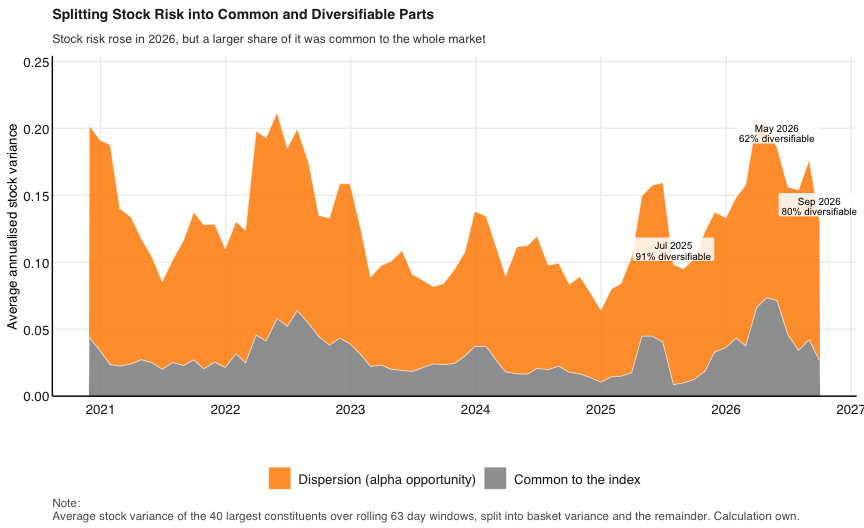 Splitting Stock Risk into Common and Diversifiable Parts
Stock risk rose in 2026, but a larger share of it was common to the whole market
Average annualised stock variance
0.25
0.20
0.15
0.10
0.05
0.00
May 2026
62% diversifiable
Sep 2026
80% diversifiable
Jul 2025
91% diversifiable
2021
2022
2023
2024
2025
2026
2027
Dispersion (alpha opportunity)
Common to the index
Note:
Average stock variance of the 40 largest constituents over rolling 63 day windows, split into basket variance and the remainder. Calculation own.